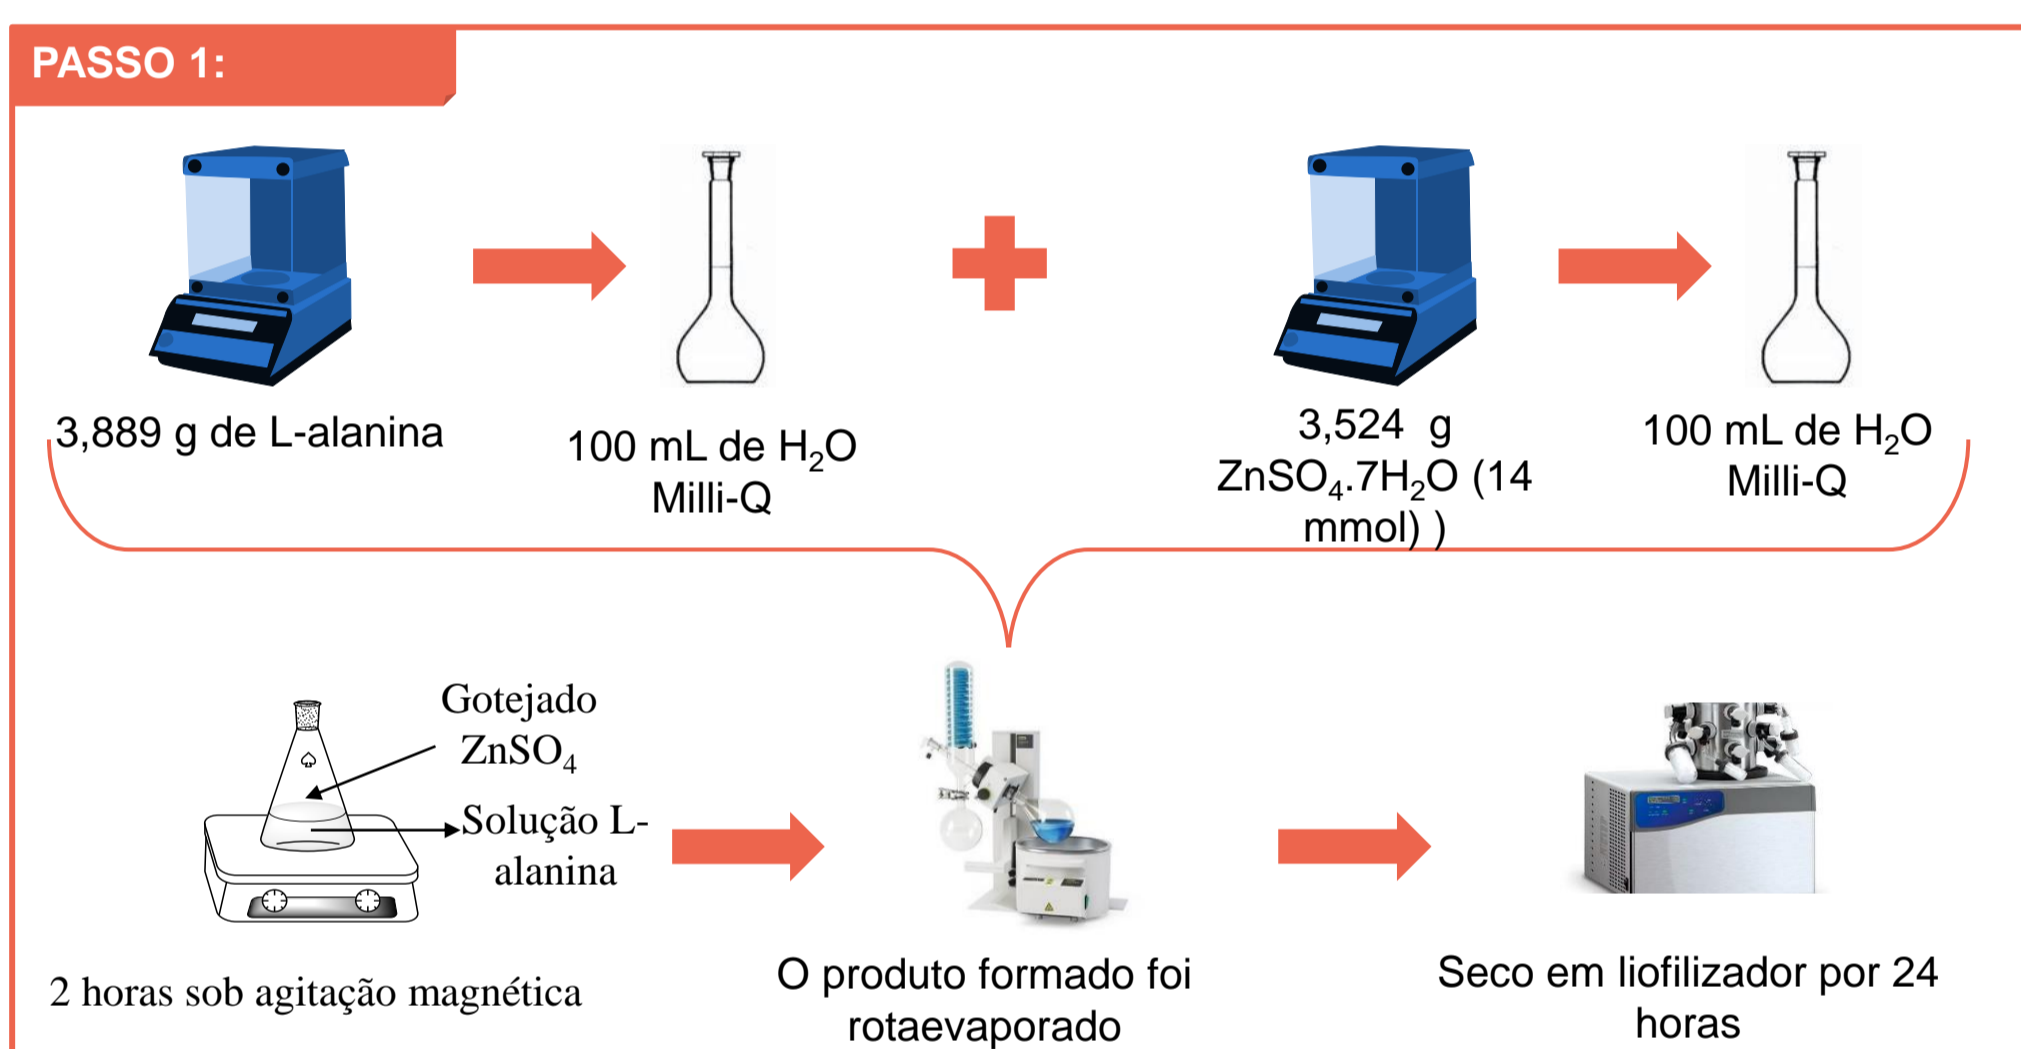 PASSO 1:
3,889 g de L-alanina
100 mL de H₂O
Milli-Q
3,524 g
ZnSO₄.7H₂O (14
mmol) )
100 mL de H₂O
Milli-Q
Gotejado
ZnSO₄
Solução L-
alanina
2 horas sob agitação magnética
O produto formado foi
rotaevaporado
Seco em liofilizador por 24
horas